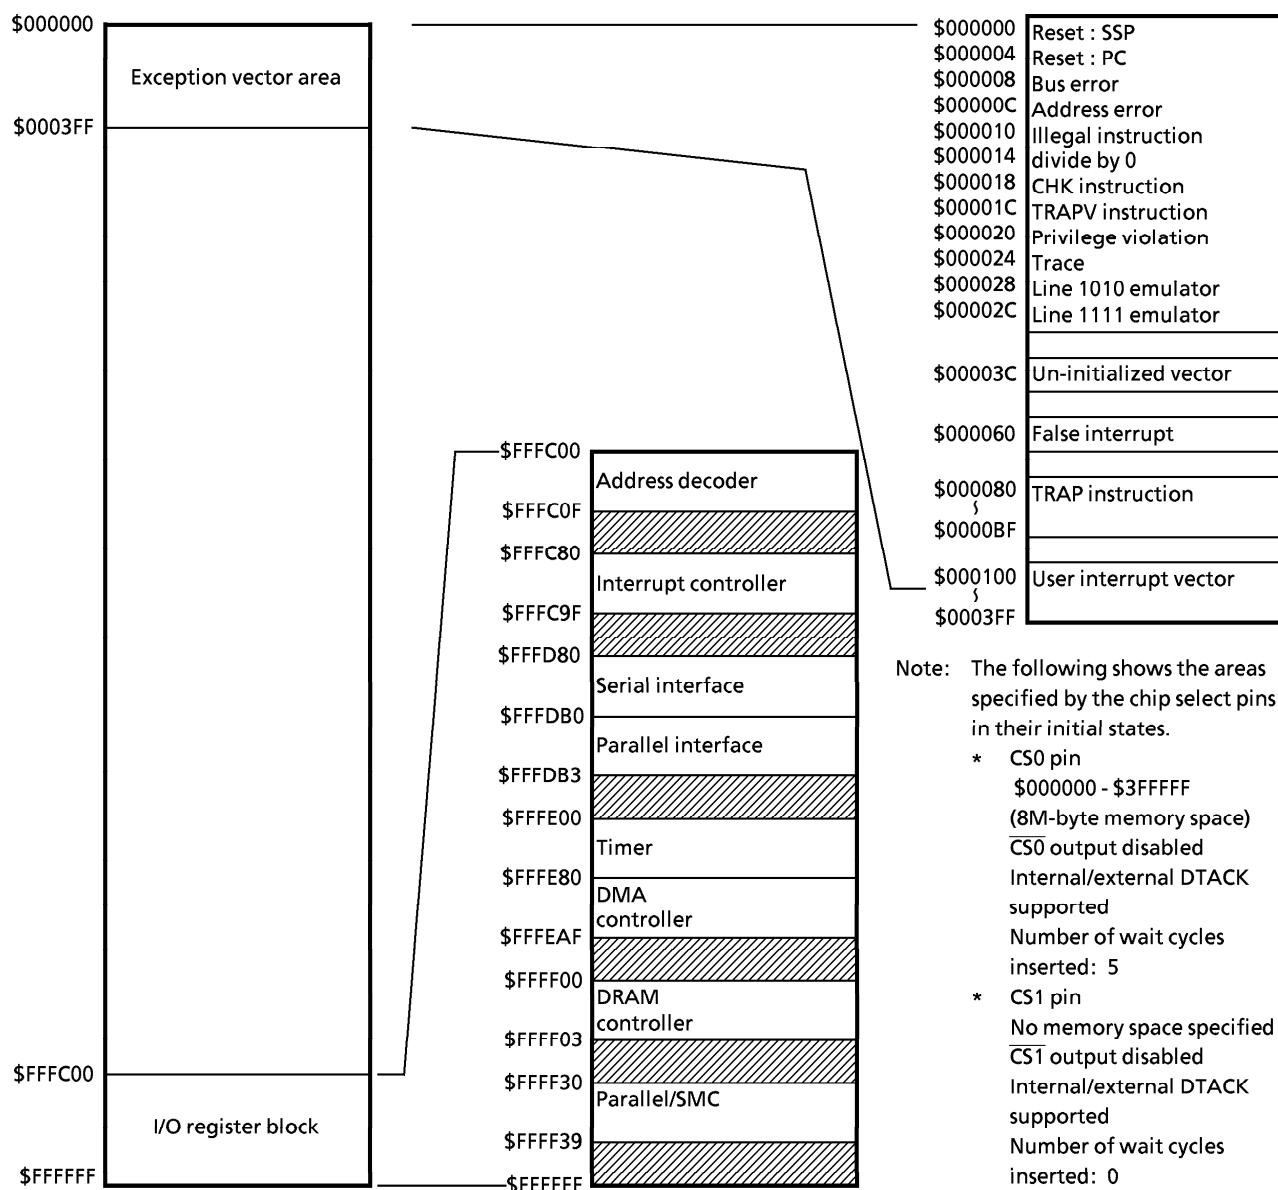 $000000
Exception vector area
$0003FF
$FFFC00
I/O register block
$FFFFFF
$FFFC00
Address decoder
$FFFC0F
$FFFC80
Interrupt controller
$FFFC9F
$FFFD80
Serial interface
$FFFDB0
Parallel interface
$FFFDB3
$FFFE00
Timer
$FFFE80
DMA
controller
$FFFEAF
$FFFF00
DRAM
controller
$FFFF03
$FFFF30
Parallel/SMC
$FFFF39
$FFFFFF
$000000 Reset : SSP
$000004 Reset : PC
$000008 Bus error
$00000C Address error
$000010 Illegal instruction
$000014 divide by 0
$000018 CHK instruction
$00001C TRAPV instruction
$000020 Privilege violation
$000024 Trace
$000028 Line 1010 emulator
$00002C Line 1111 emulator
$00003C Un-initialized vector
$000060 False interrupt
$000080 TRAP instruction
$0000BF
$000100 User interrupt vector
$0003FF
Note: The following shows the areas
specified by the chip select pins
in their initial states.
* CS0 pin
$000000 - $3FFFFF
(8M-byte memory space)
CS0 output disabled
Internal/external DTACK
supported
Number of wait cycles
inserted: 5
* CS1 pin
No memory space specified
CS1 output disabled
Internal/external DTACK
supported
Number of wait cycles
inserted: 0